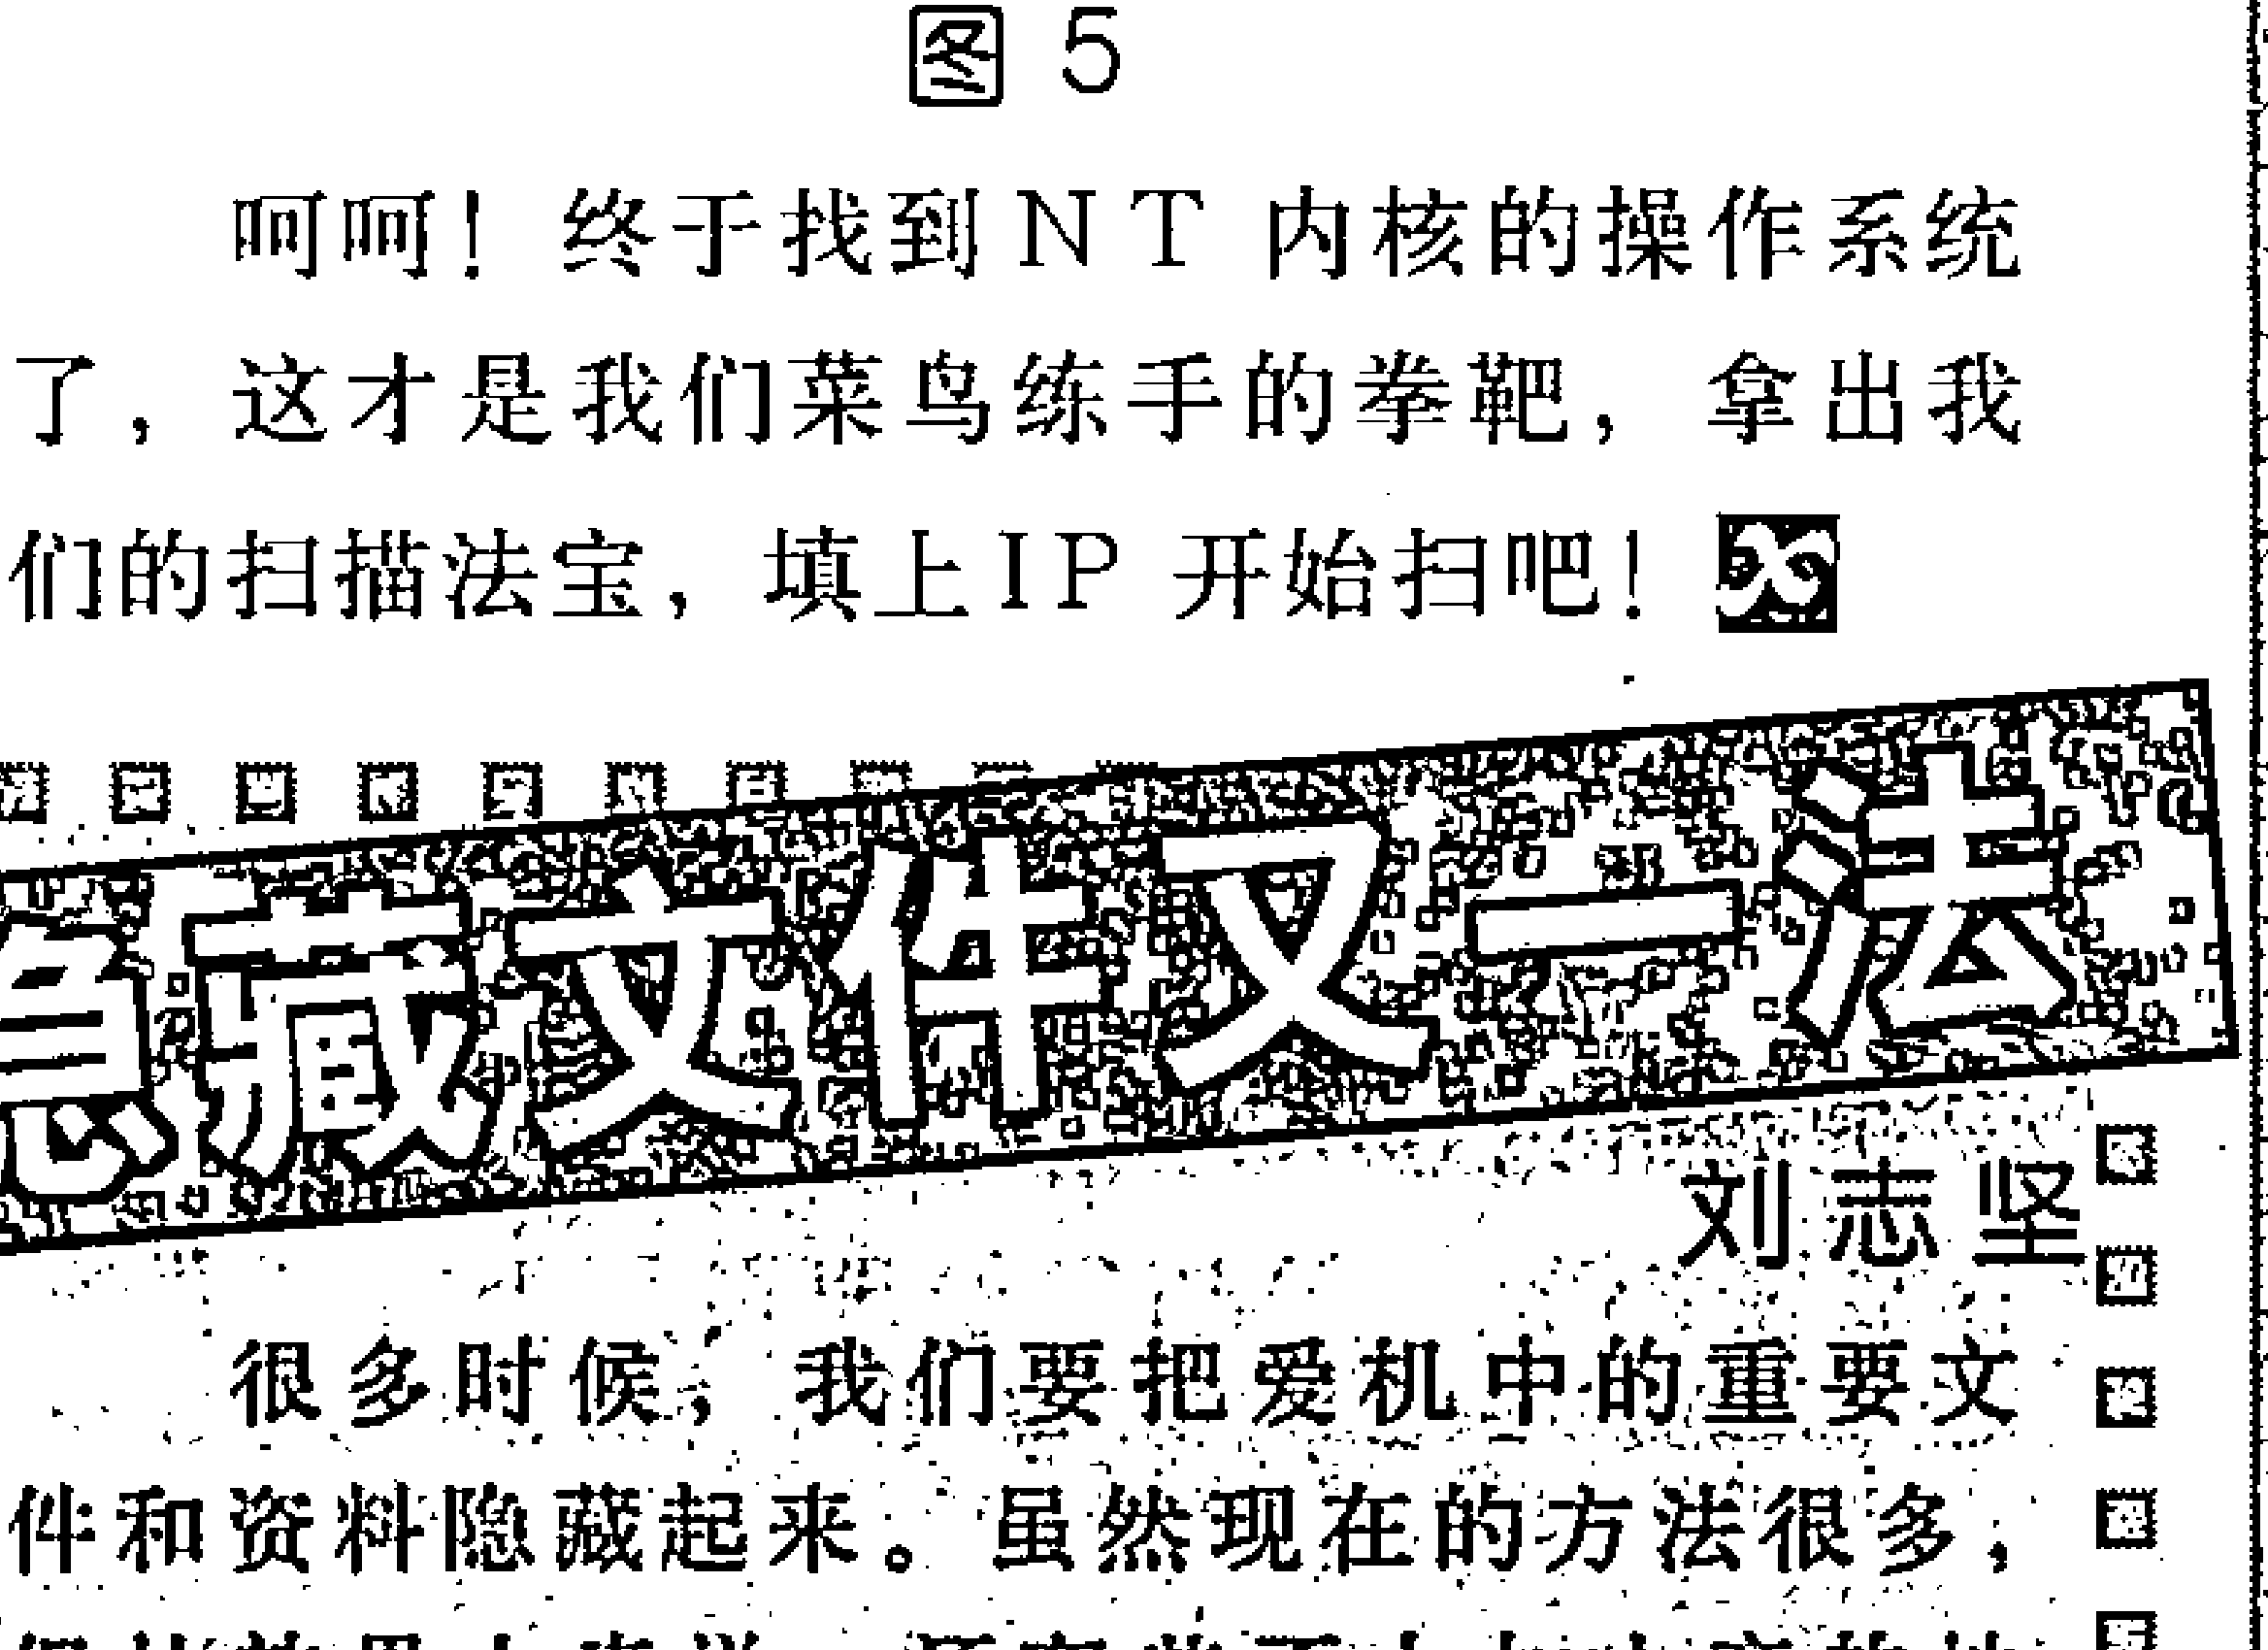 图 5
呵呵！终于找到NT 内核的操作系统
了，这才是我们菜鸟练手的拳靶，拿出我
们的扫描法宝，填上IP 开始扫吧！
隐藏文件又一法
刘志坚
很多时候，我们要把爱机中的重要文
件和资料隐藏起来。虽然现在的方法很多，